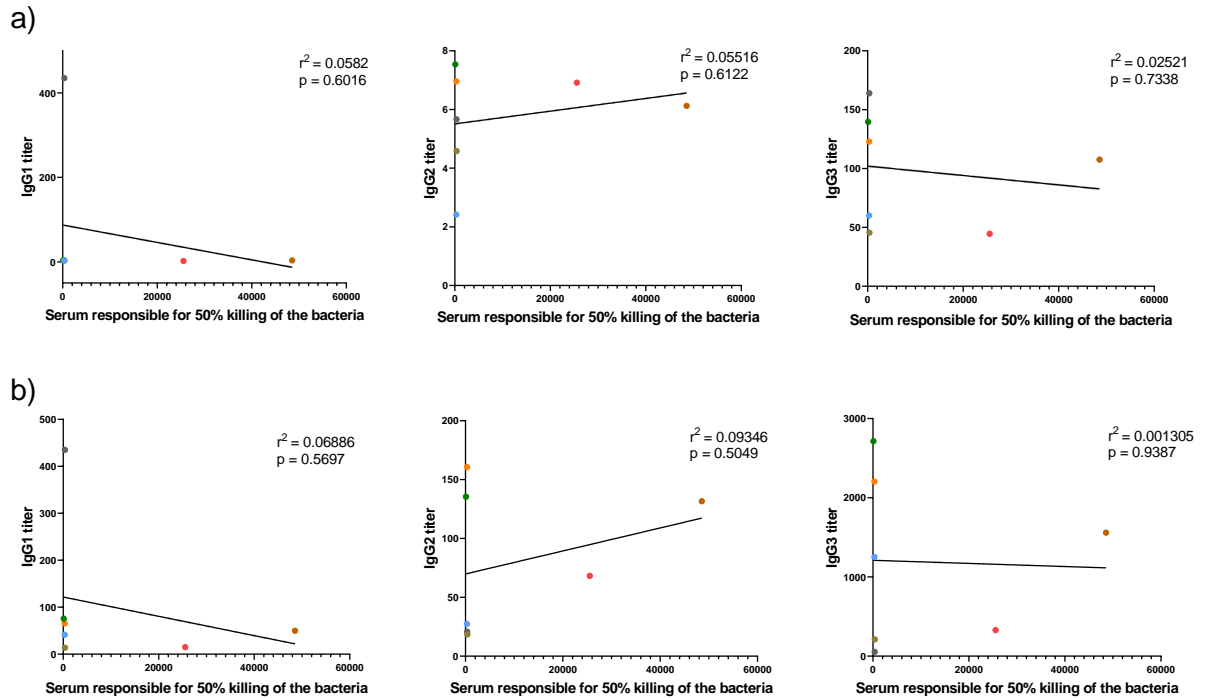 a)
r² = 0.0582
p = 0.6016
IgG1 titer
400
200
0
0 20000 40000 60000
Serum responsible for 50% killing of the bacteria
r² = 0.05516
p = 0.6122
IgG2 titer
8
6
4
2
0
0 20000 40000 60000
Serum responsible for 50% killing of the bacteria
r² = 0.02521
p = 0.7338
IgG3 titer
200
150
100
50
0
0 20000 40000 60000
Serum responsible for 50% killing of the bacteria
b)
r² = 0.06886
p = 0.5697
IgG1 titer
500
400
300
200
100
0
0 20000 40000 60000
Serum responsible for 50% killing of the bacteria
r² = 0.09346
p = 0.5049
IgG2 titer
200
150
100
50
0
0 20000 40000 60000
Serum responsible for 50% killing of the bacteria
r² = 0.001305
p = 0.9387
IgG3 titer
3000
2000
1000
0
0 20000 40000 60000
Serum responsible for 50% killing of the bacteria